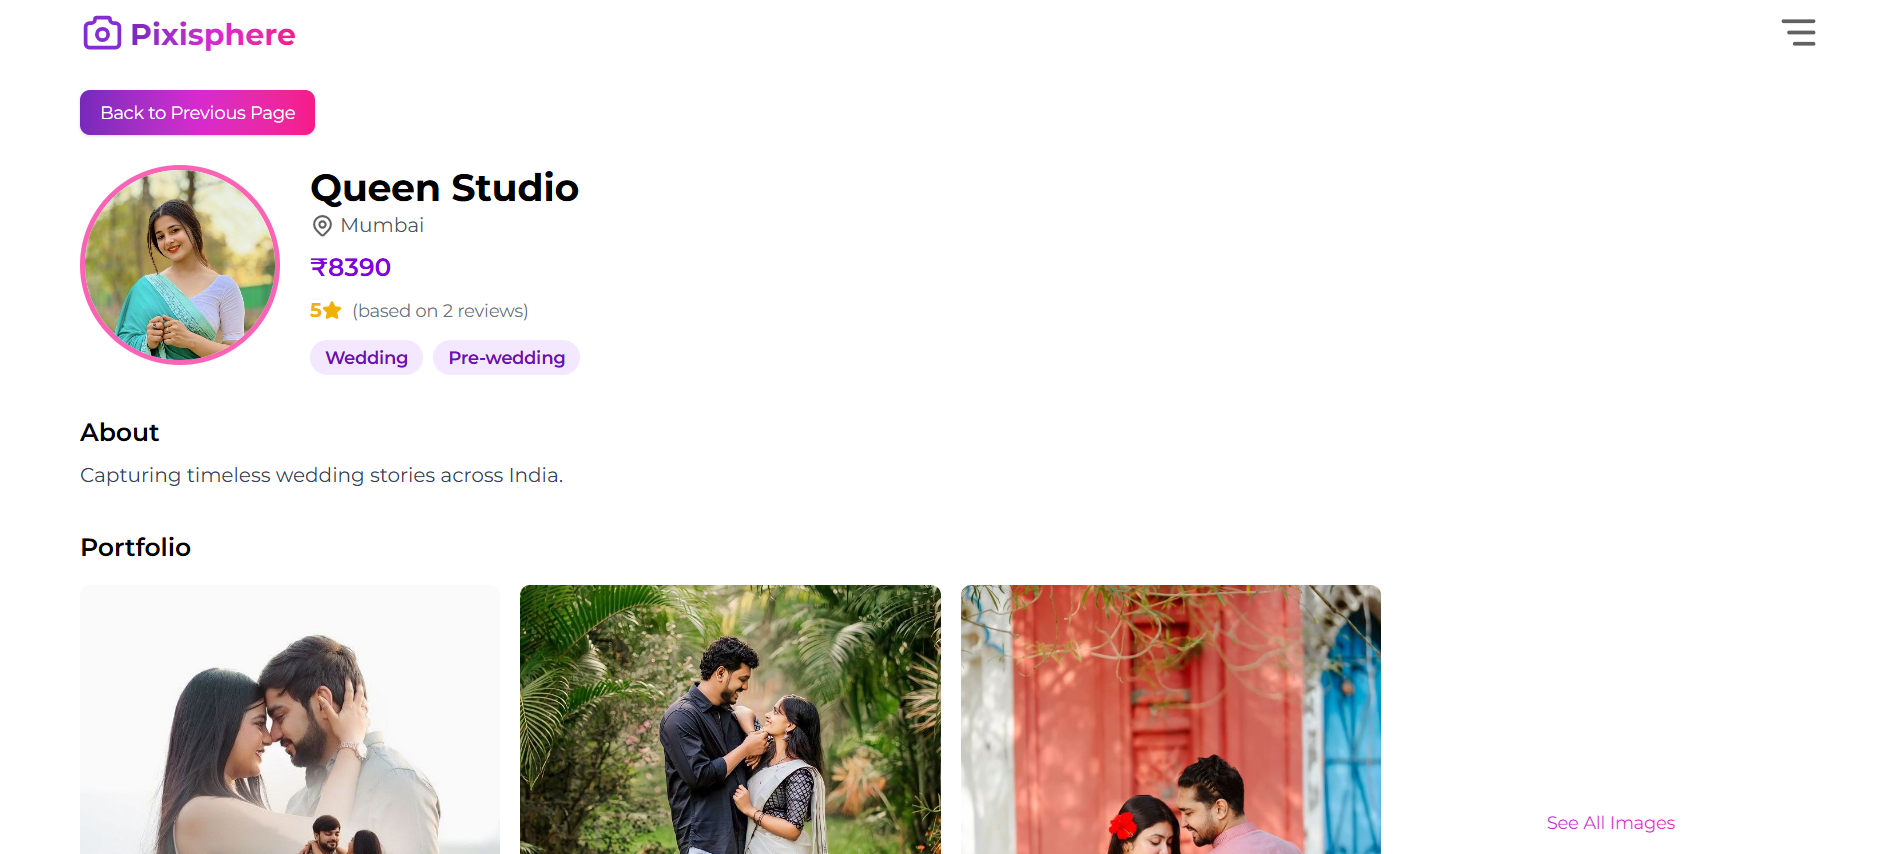 Pixisphere
Back to Previous Page
Queen Studio
Mumbai
₹8390
5★ (based on 2 reviews)
Wedding Pre-wedding
About
Capturing timeless wedding stories across India.
Portfolio
See All Images